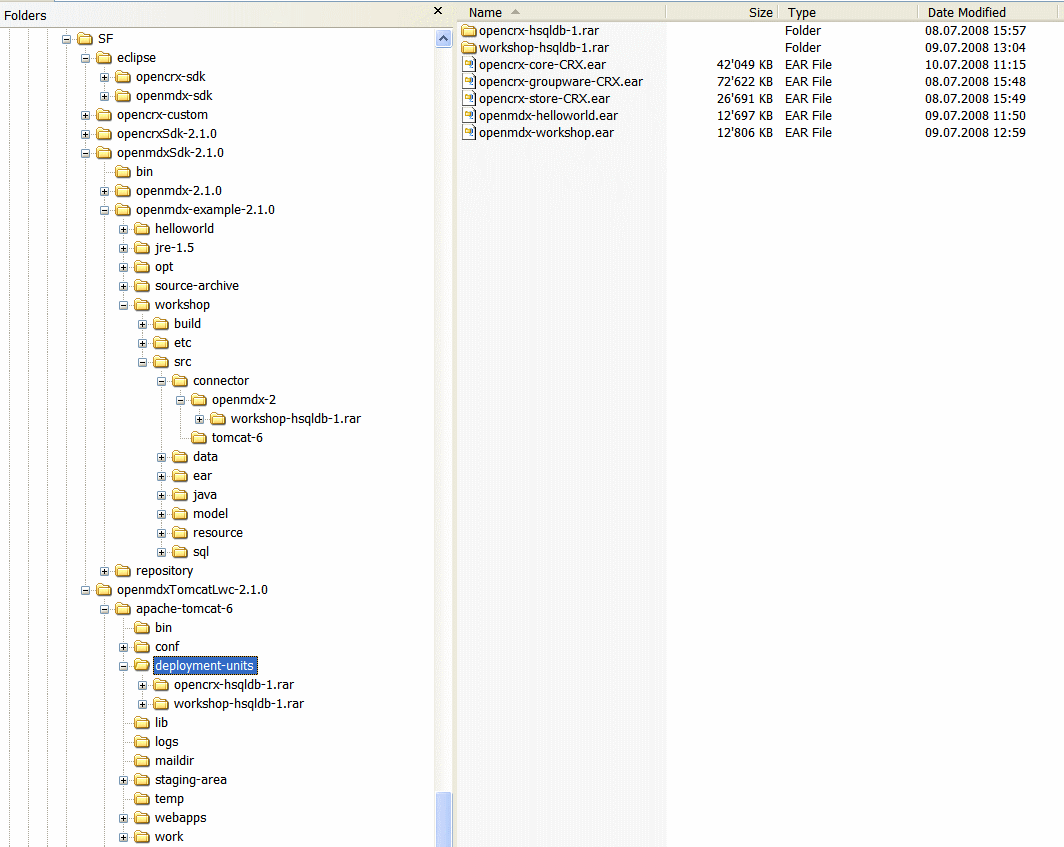 Folders
SF
eclipse
opencrx-sdk
openmdx-sdk
opencrx-custom
opencrxSdk-2.1.0
openmdxSdk-2.1.0
bin
openmdx-2.1.0
openmdx-example-2.1.0
helloworld
jre-1.5
opt
source-archive
workshop
build
etc
src
connector
openmdx-2
workshop-hsqldb-1.rar
tomcat-6
data
ear
java
model
resource
sql
repository
openmdxTomcatLwc-2.1.0
apache-tomcat-6
bin
conf
deployment-units
opencrx-hsqldb-1.rar
workshop-hsqldb-1.rar
lib
logs
maildir
staging-area
temp
webapps
work
Name Size Type Date Modified
opencrx-hsqldb-1.rar Folder 08.07.2008 15:57
workshop-hsqldb-1.rar Folder 09.07.2008 13:04
opencrx-core-CRX.ear 42'049 KB EAR File 10.07.2008 11:15
opencrx-groupware-CRX.ear 72'622 KB EAR File 08.07.2008 15:48
opencrx-store-CRX.ear 26'691 KB EAR File 08.07.2008 15:49
openmdx-helloworld.ear 12'697 KB EAR File 09.07.2008 11:50
openmdx-workshop.ear 12'806 KB EAR File 09.07.2008 12:59